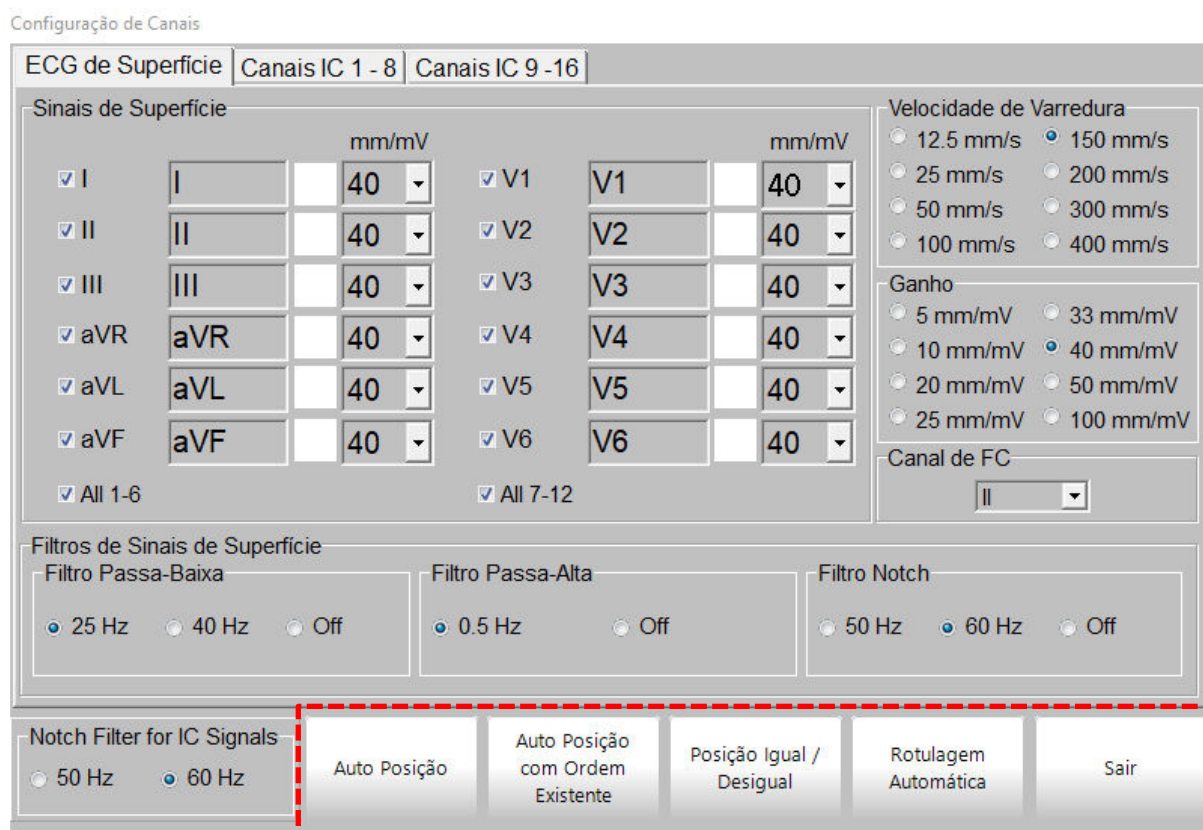 Configuração de Canais
ECG de Superfície Canais IC 1 - 8 Canais IC 9 -16
Sinais de Superfície
mm/mV mm/mV
I I 40 V1 V1 40
II II 40 V2 V2 40
III III 40 V3 V3 40
aVR aVR 40 V4 V4 40
aVL aVL 40 V5 V5 40
aVF aVF 40 V6 V6 40
All 1-6 All 7-12
Velocidade de Varredura
12.5 mm/s 150 mm/s
25 mm/s 200 mm/s
50 mm/s 300 mm/s
100 mm/s 400 mm/s
Ganho
5 mm/mV 33 mm/mV
10 mm/mV 40 mm/mV
20 mm/mV 50 mm/mV
25 mm/mV 100 mm/mV
Canal de FC
II
Filtros de Sinais de Superfície
Filtro Passa-Baixa
25 Hz 40 Hz Off
Filtro Passa-Alta
0.5 Hz Off
Filtro Notch
50 Hz 60 Hz Off
Notch Filter for IC Signals
50 Hz 60 Hz
Auto Posição
Auto Posição
com Ordem
Existente
Posição Igual /
Desigual
Rotulagem
Automática
Sair